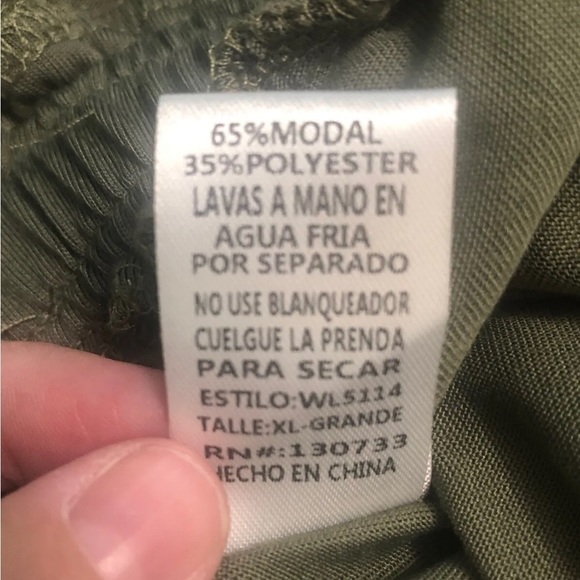 65%MODAL
35%POLYESTER
LAVAS A MANO EN
AGUA FRIA
POR SEPARADO
NO USE BLANQUEADOR
CUELGUE LA PRENDA
PARA SECAR
ESTILO:WL5114
TALLE:XL-GRANDE
RN#:130733
HECHO EN CHINA